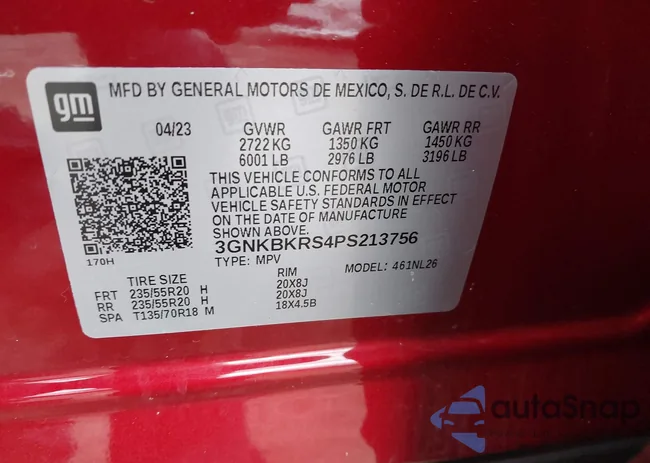 gm
MFD BY GENERAL MOTORS DE MEXICO, S. DE R.L. DE C.V.
04/23 GVWR GAWR FRT GAWR RR
2722 KG 1350 KG 1450 KG
6001 LB 2976 LB 3196 LB
THIS VEHICLE CONFORMS TO ALL
APPLICABLE U.S. FEDERAL MOTOR
VEHICLE SAFETY STANDARDS IN EFFECT
ON THE DATE OF MANUFACTURE
SHOWN ABOVE.
3GNKBKRS4PS213756
170H
TYPE: MPV MODEL: 461NL26
TIRE SIZE RIM
FRT 235/55R20 H 20X8J
RR 235/55R20 H 20X8J
SPA T135/70R18 M 18X4.5B
autoSnap